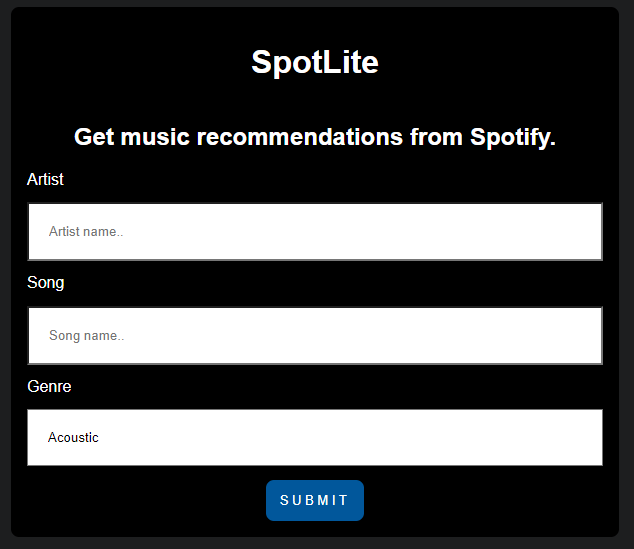 SpotLite
Get music recommendations from Spotify.
Artist
Artist name..
Song
Song name..
Genre
Acoustic
SUBMIT